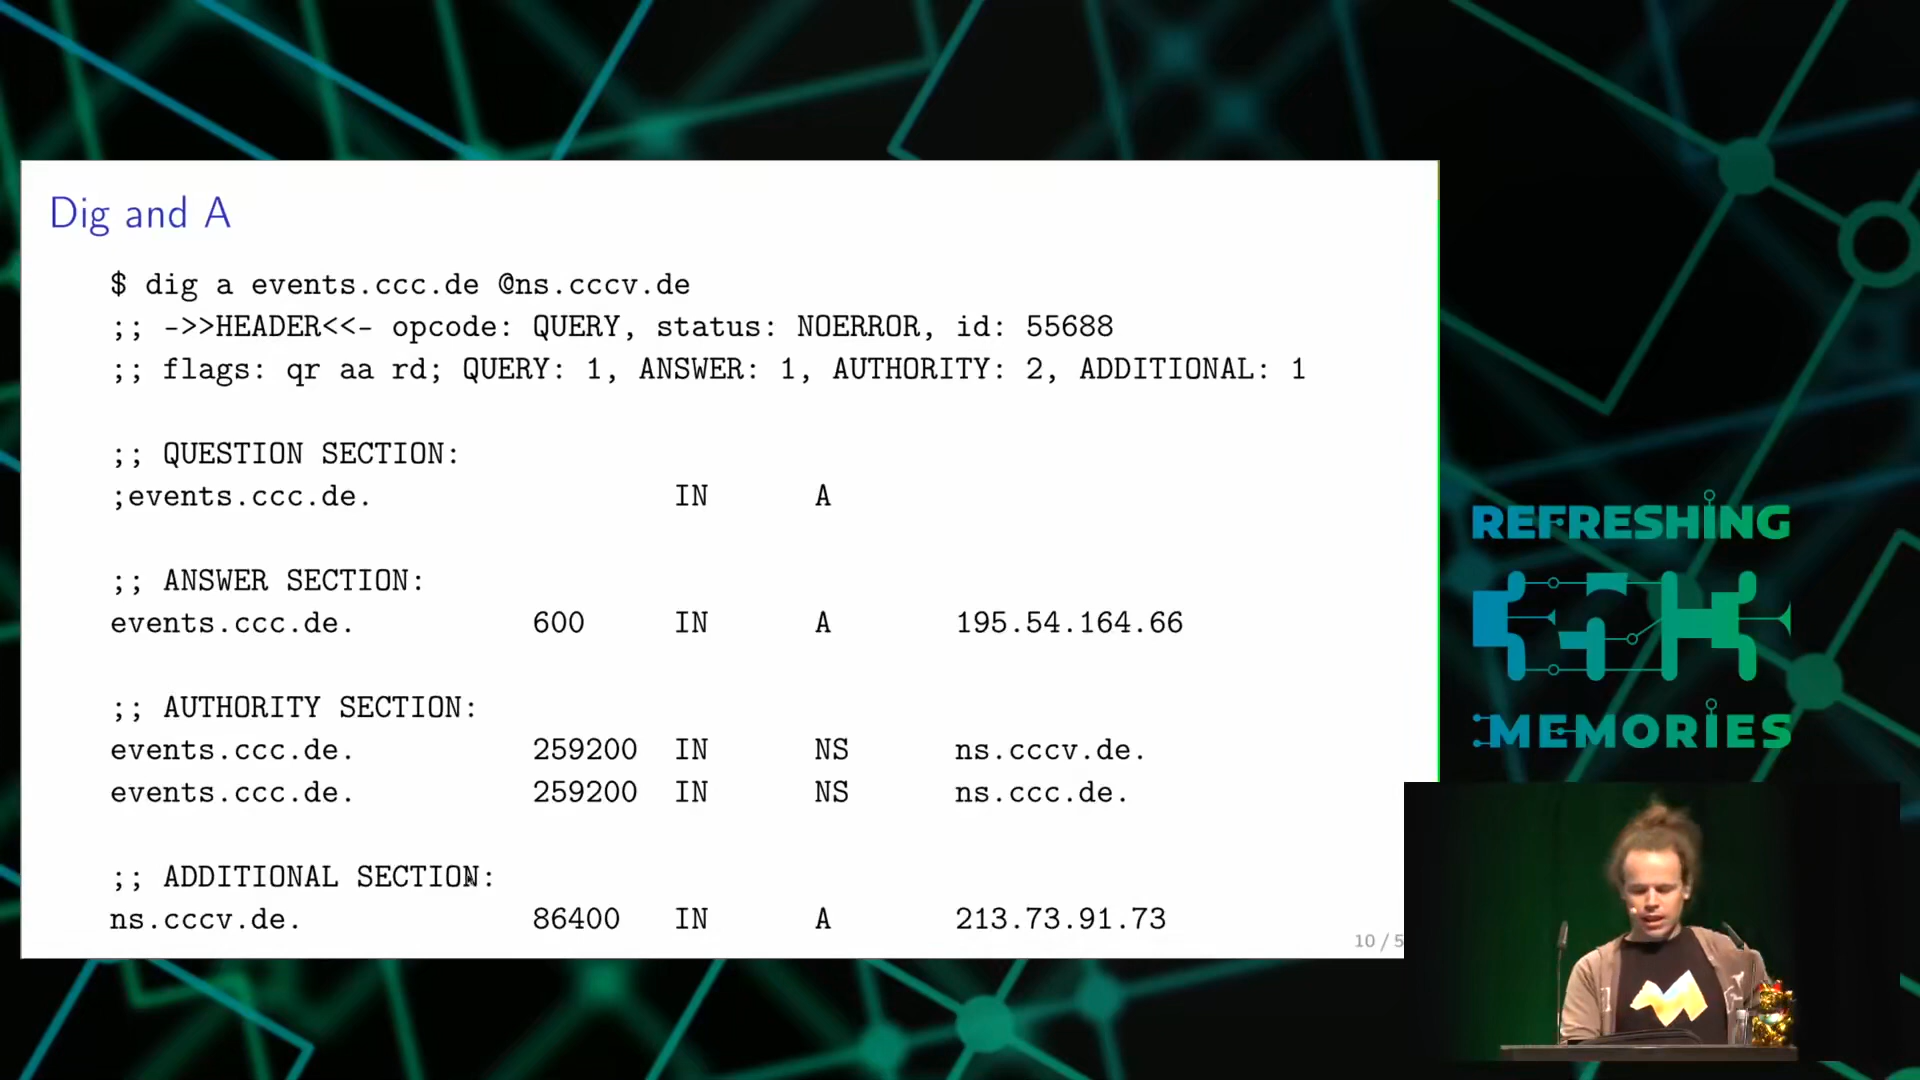 Dig and A
$ dig a events.ccc.de @ns.cccv.de
;; ->>HEADER<<- opcode: QUERY, status: NOERROR, id: 55688
;; flags: qr aa rd; QUERY: 1, ANSWER: 1, AUTHORITY: 2, ADDITIONAL: 1
;; QUESTION SECTION:
;events.ccc.de. IN A
;; ANSWER SECTION:
events.ccc.de. 600 IN A 195.54.164.66
;; AUTHORITY SECTION:
events.ccc.de. 259200 IN NS ns.cccv.de.
events.ccc.de. 259200 IN NS ns.ccc.de.
;; ADDITIONAL SECTION:
ns.cccv.de. 86400 IN A 213.73.91.73
10 / 5
REFRESHING
MEMORIES